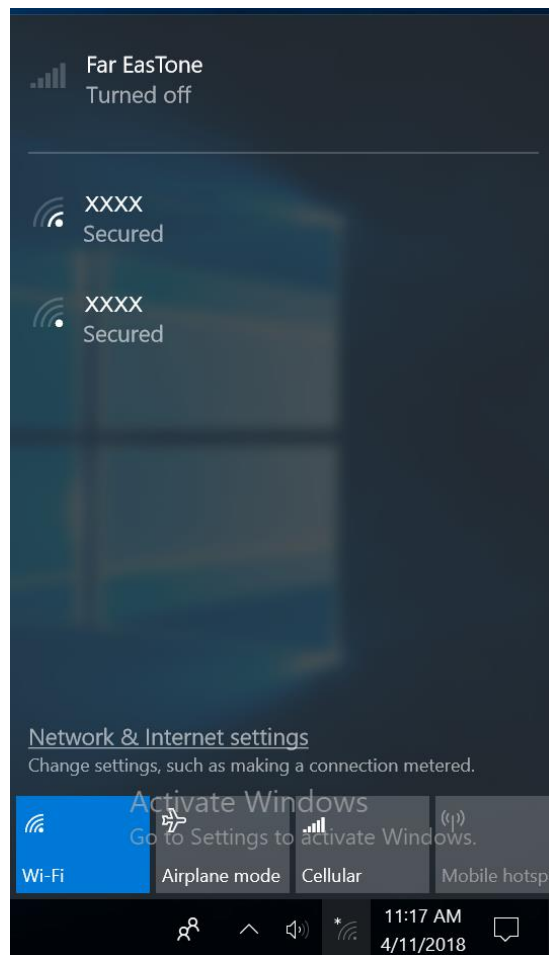 Far EasTone
Turned off
XXXX
Secured
XXXX
Secured
Network & Internet settings
Change settings, such as making a connection metered.
Activate Windows
Go to Settings to activate Windows.
Wi-Fi
Airplane mode
Cellular
Mobile hotsp
11:17 AM
4/11/2018